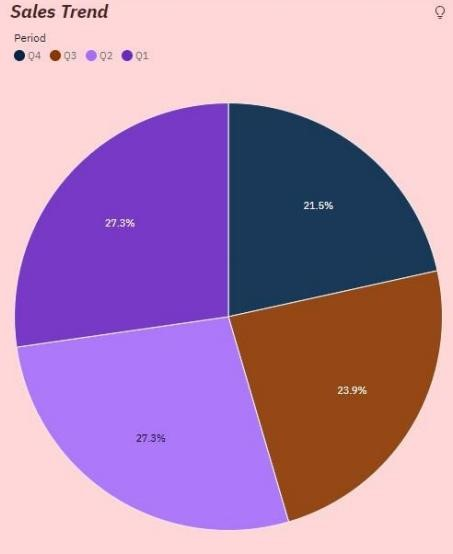 Sales Trend
Period
Q4 Q3 Q2 Q1
27.3%
21.5%
23.9%
27.3%